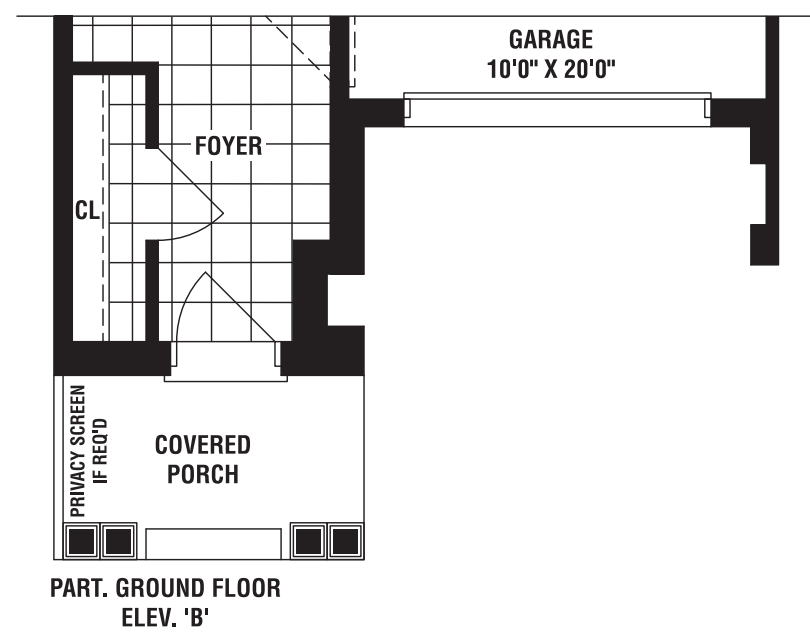 GARAGE
10'0" X 20'0"
FOYER
CL
PRIVACY SCREEN
IF REQ'D
COVERED
PORCH
PART. GROUND FLOOR
ELEV. 'B'